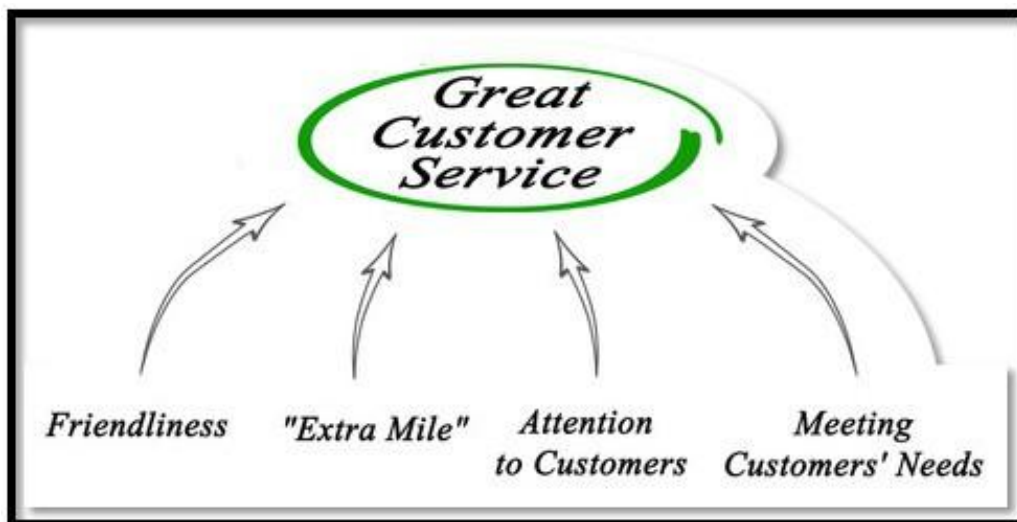 Great
Customer
Service
Friendliness
"Extra Mile"
Attention
to Customers
Meeting
Customers' Needs